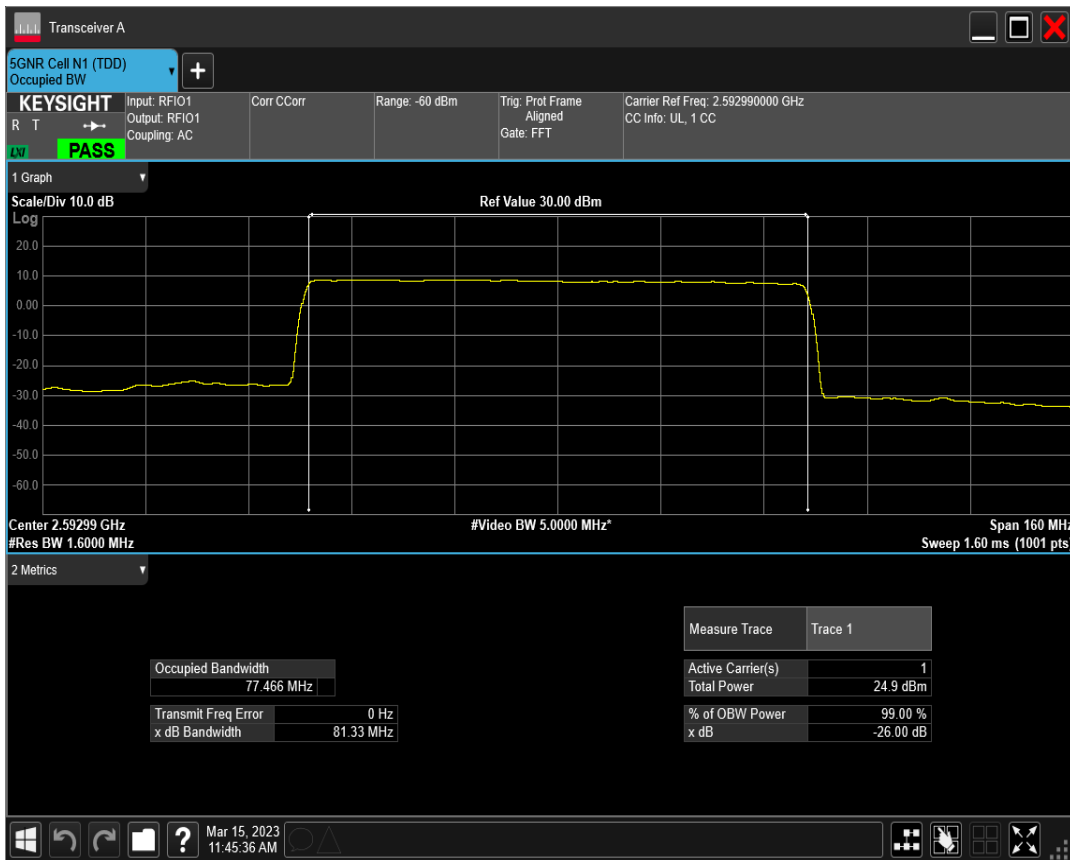 Transceiver A
5GNR Cell N1 (TDD)
Occupied BW
+
KEYSIGHT
R T
LXI
PASS
Input: RFIO1
Output: RFIO1
Coupling: AC
Corr CCorr
Range: -60 dBm
Trig: Prot Frame
Aligned
Gate: FFT
Carrier Ref Freq: 2.592990000 GHz
CC Info: UL, 1 CC
1 Graph
Scale/Div 10.0 dB
Ref Value 30.00 dBm
Log
20.0
10.0
0.00
-10.0
-20.0
-30.0
-40.0
-50.0
-60.0
Center 2.59299 GHz
#Video BW 5.0000 MHz*
Span 160 MHz
#Res BW 1.6000 MHz
Sweep 1.60 ms (1001 pts)
2 Metrics
Measure Trace Trace 1
Occupied Bandwidth
77.466 MHz
Active Carrier(s) 1
Total Power 24.9 dBm
Transmit Freq Error 0 Hz
x dB Bandwidth 81.33 MHz
% of OBW Power 99.00 %
x dB -26.00 dB
?
Mar 15, 2023
11:45:36 AM